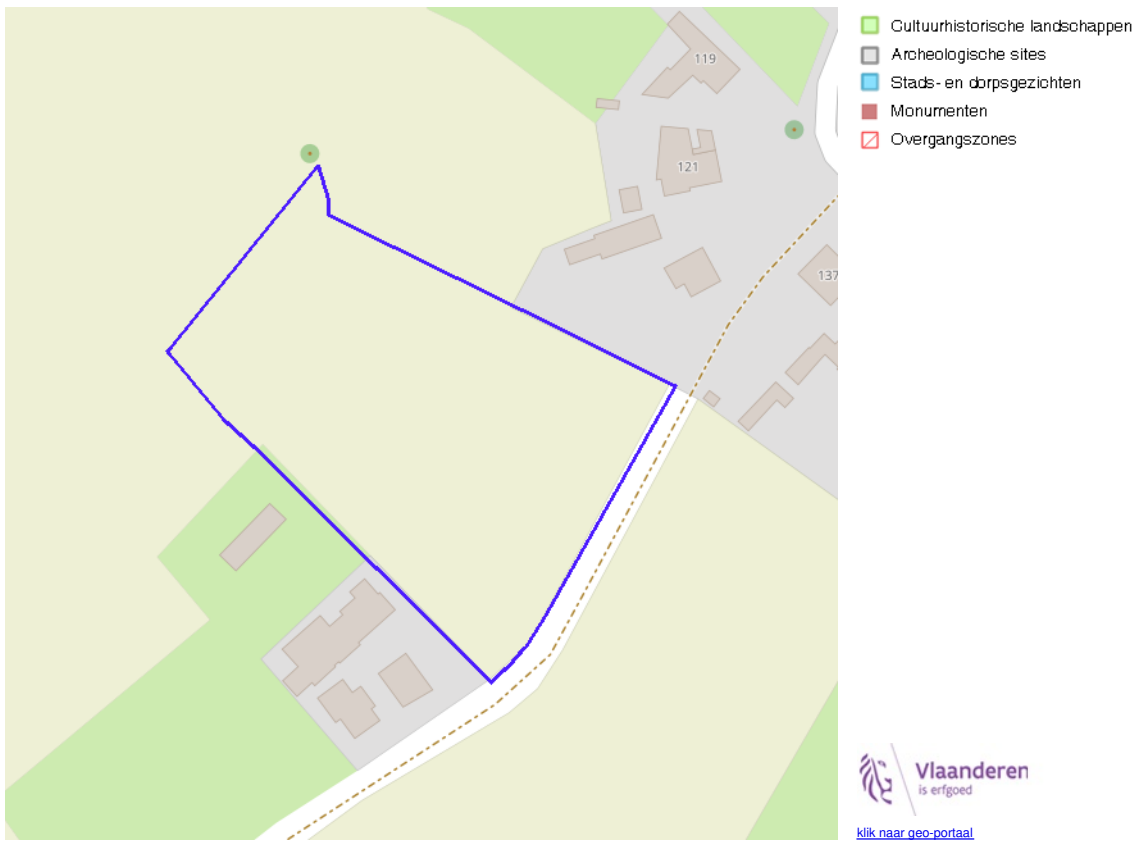 119
121
137
Cultuurhistorische landschappen
Archeologische sites
Stads- en dorpsgezichten
Monumenten
Overgangszones
Vlaanderen
is erfgoed
klik naar geo-portaal